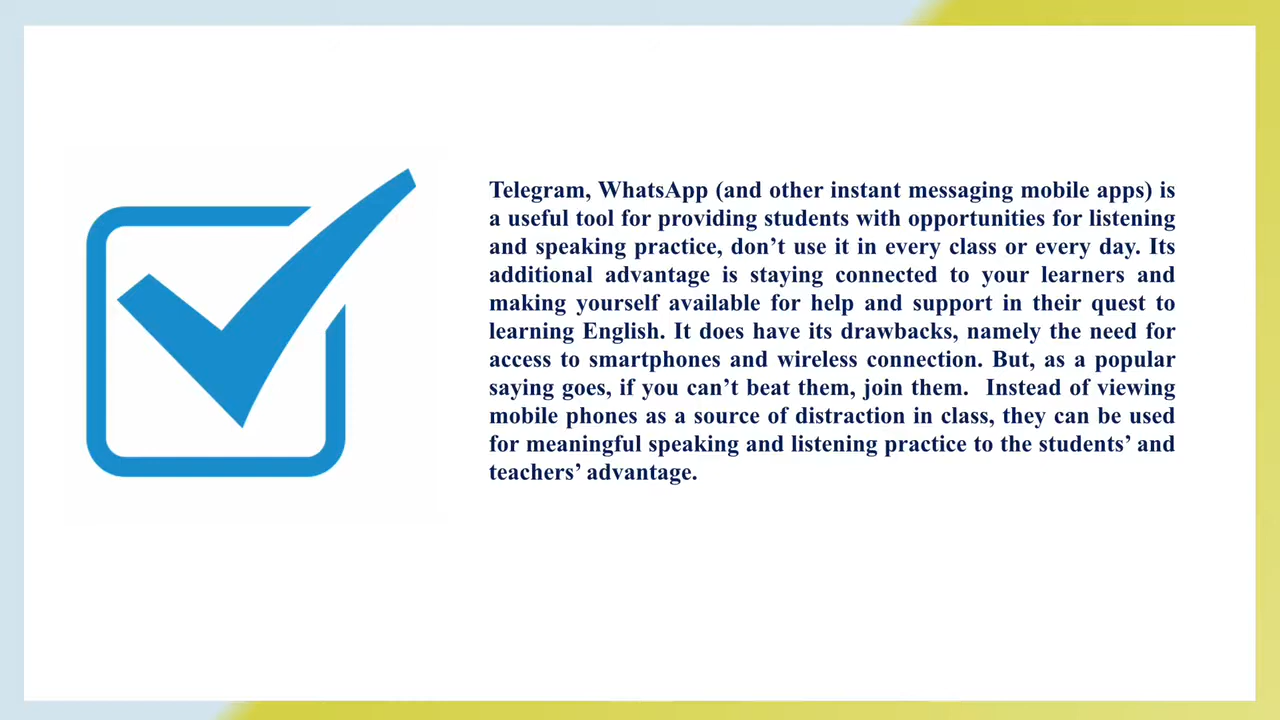 Telegram, WhatsApp (and other instant messaging mobile apps) is
a useful tool for providing students with opportunities for listening
and speaking practice, don’t use it in every class or every day. Its
additional advantage is staying connected to your learners and
making yourself available for help and support in their quest to
learning English. It does have its drawbacks, namely the need for
access to smartphones and wireless connection. But, as a popular
saying goes, if you can’t beat them, join them.  Instead of viewing
mobile phones as a source of distraction in class, they can be used
for meaningful speaking and listening practice to the students’ and
teachers’ advantage.